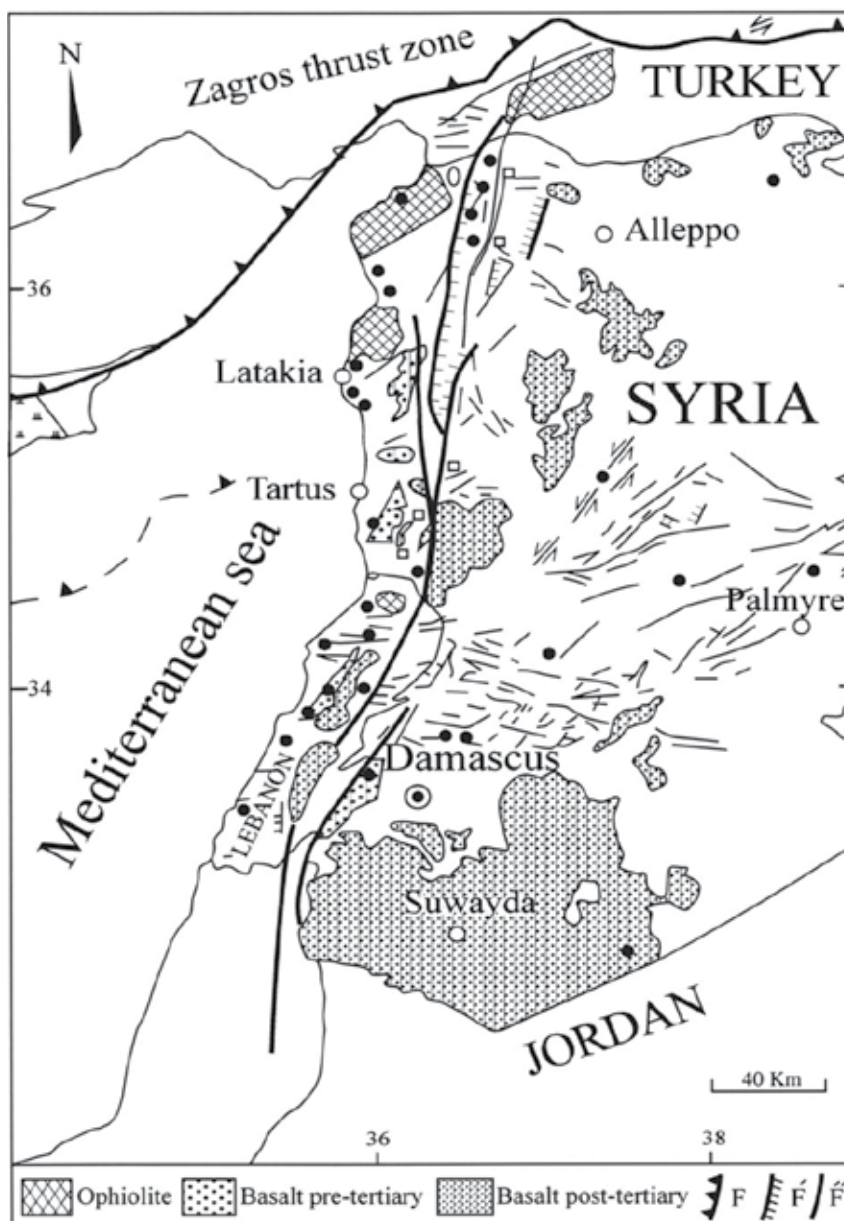 N
Zagros thrust zone
TURKEY
Alleppo
36
Latakia
SYRIA
Tartus
Mediterranean sea
Palmyre
34
Damascus
LEBANON
Suwayda
JORDAN
40 Km
36
38
Ophiolite
Basalt pre-tertiary
Basalt post-tertiary
F
F́
F̋